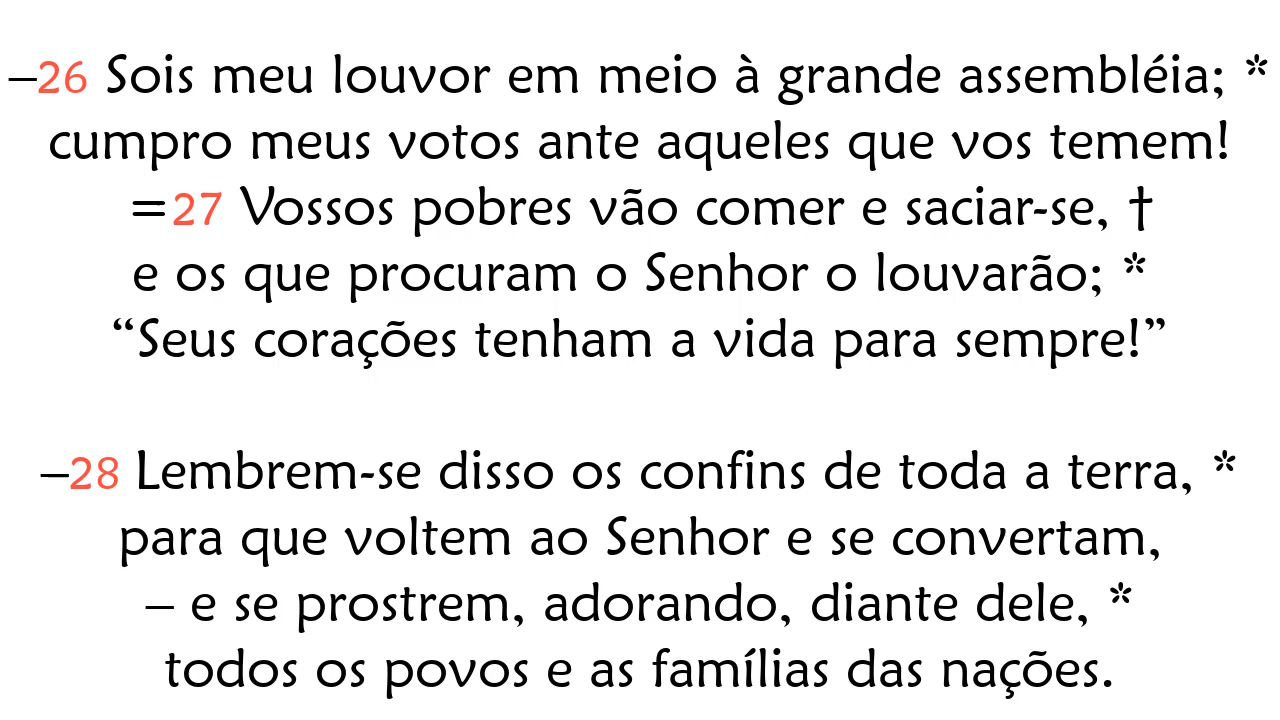 –26 Sois meu louvor em meio à grande assembléia; *
cumpro meus votos ante aqueles que vos temem!
=27 Vossos pobres vão comer e saciar-se, †
e os que procuram o Senhor o louvarão; *
“Seus corações tenham a vida para sempre!”
–28 Lembrem-se disso os confins de toda a terra, *
para que voltem ao Senhor e se convertam,
– e se prostrem, adorando, diante dele, *
todos os povos e as famílias das nações.